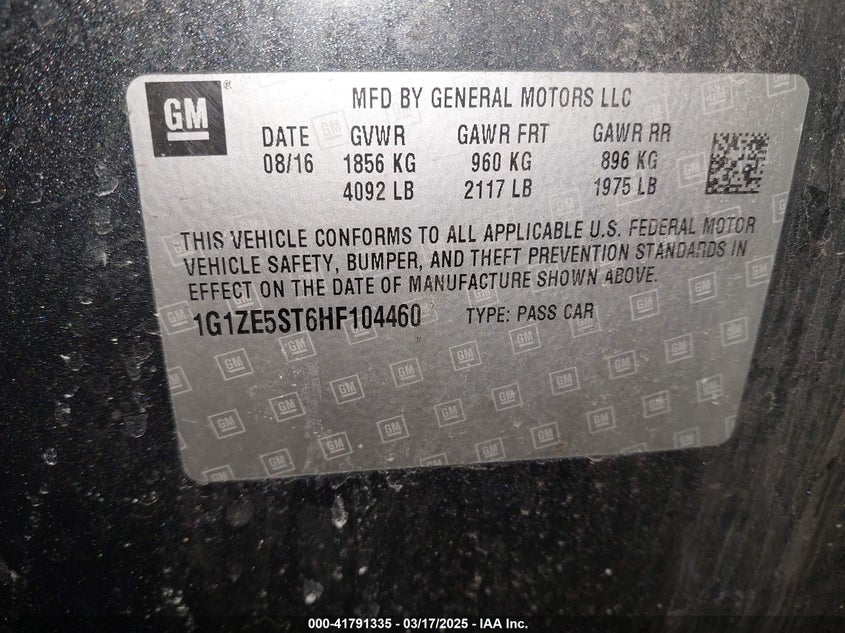 GM
MFD BY GENERAL MOTORS LLC
DATE GVWR GAWR FRT GAWR RR
08/16 1856 KG 960 KG 896 KG
4092 LB 2117 LB 1975 LB
THIS VEHICLE CONFORMS TO ALL APPLICABLE U.S. FEDERAL MOTOR
VEHICLE SAFETY, BUMPER, AND THEFT PREVENTION STANDARDS IN
EFFECT ON THE DATE OF MANUFACTURE SHOWN ABOVE.
1G1ZE5ST6HF104460 TYPE: PASS CAR
000-41791335 — 03/17/2025 — IAA Inc.